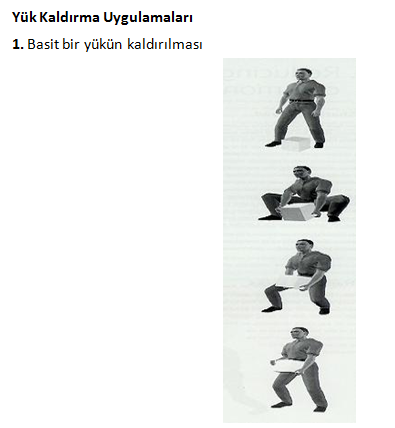 Yük Kaldırma Uygulamaları
1. Basit bir yükün kaldırılması